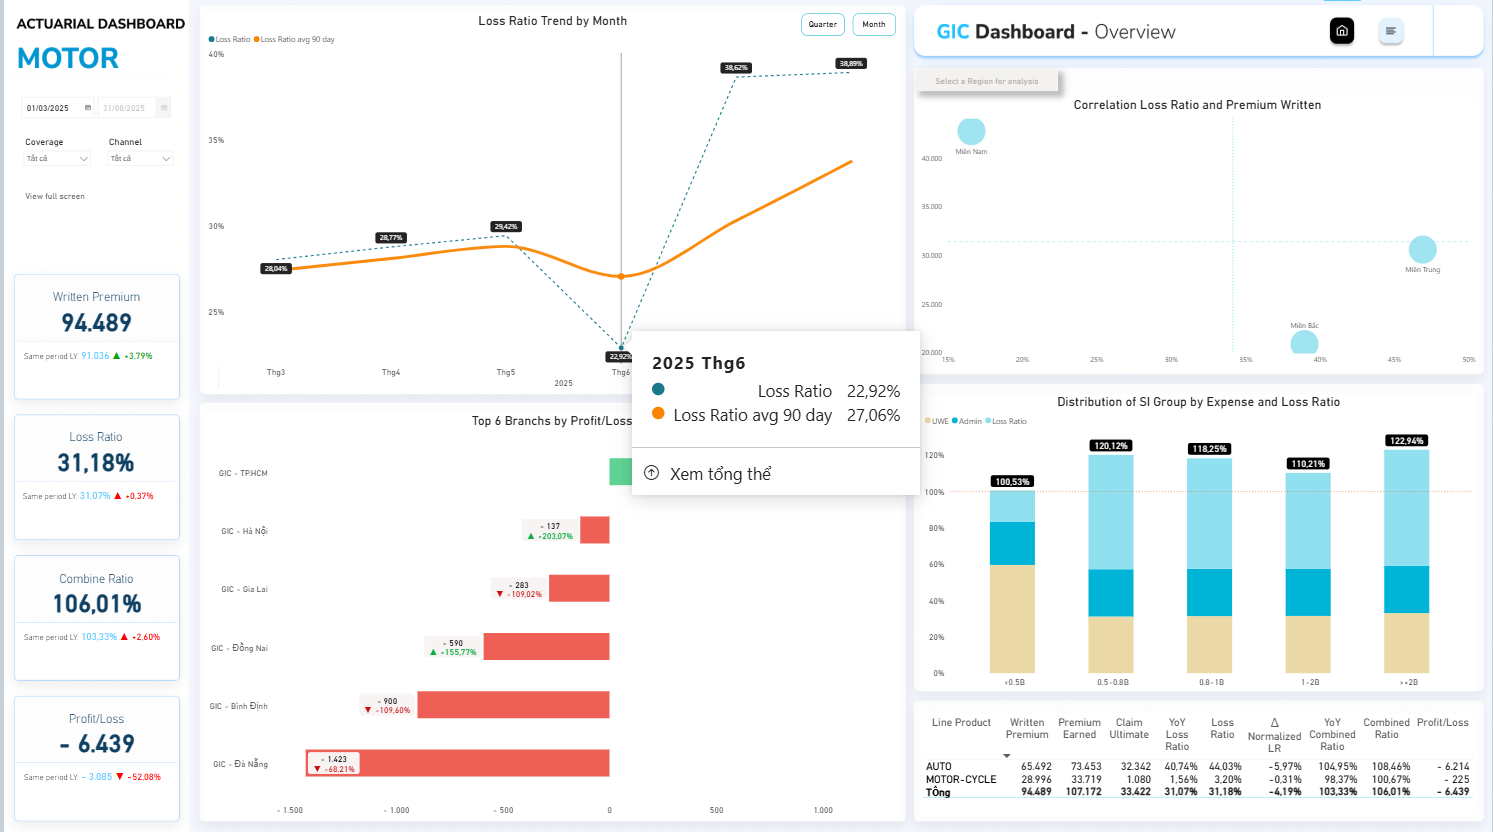 ACTUARIAL DASHBOARD
MOTOR
01/03/2025
31/08/2025
Coverage
Tất cả
Channel
Tất cả
View full screen
Written Premium
94.489
Same period LY: 91.036 ▲ +3,79%
Loss Ratio
31,18%
Same period LY: 31,07% ▲ +0,37%
Combine Ratio
106,01%
Same period LY: 103,33% ▲ +2,60%
Profit/Loss
- 6.439
Same period LY: - 3.085 ▼ -52,08%
Loss Ratio Trend by Month
Quarter
Month
Loss Ratio
Loss Ratio avg 90 day
40%
35%
30%
25%
28,04%
28,77%
29,42%
22,92%
38,62%
38,89%
Thg3
Thg4
Thg5
Thg6
2025
2025 Thg6
Loss Ratio 22,92%
Loss Ratio avg 90 day 27,06%
Xem tổng thể
Top 6 Branchs by Profit/Loss
GIC - TP.HCM
GIC - Hà Nội
- 137
▲ +203,07%
GIC - Gia Lai
- 283
▼ -109,02%
GIC - Đồng Nai
- 590
▲ +155,77%
GIC - Bình Định
- 900
▼ -109,60%
GIC - Đà Nẵng
- 1.423
▼ -68,21%
- 1.500
- 1.000
- 500
0
500
1.000
GIC Dashboard - Overview
Select a Region for analysis
Correlation Loss Ratio and Premium Written
40.000
35.000
30.000
25.000
20.000
Miền Nam
Miền Trung
Miền Bắc
15%
20%
25%
30%
35%
40%
45%
50%
Distribution of SI Group by Expense and Loss Ratio
UWE
Admin
Loss Ratio
120%
100%
80%
60%
40%
20%
0%
100,53%
120,12%
118,25%
110,21%
122,94%
<0.5B
0.5-0.8B
0.8-1B
1-2B
>=2B
Line Product Written Premium Premium Earned Claim Ultimate YoY Loss Ratio Loss Ratio Δ Normalized LR YoY Combined Ratio Combined Ratio Profit/Loss
AUTO 65.492 73.453 32.342 40,74% 44,03% -5,97% 104,95% 108,46% - 6.214
MOTOR-CYCLE 28.996 33.719 1.080 1,56% 3,20% -0,31% 98,37% 100,67% - 225
Tổng 94.489 107.172 33.422 31,07% 31,18% -4,19% 103,33% 106,01% - 6.439